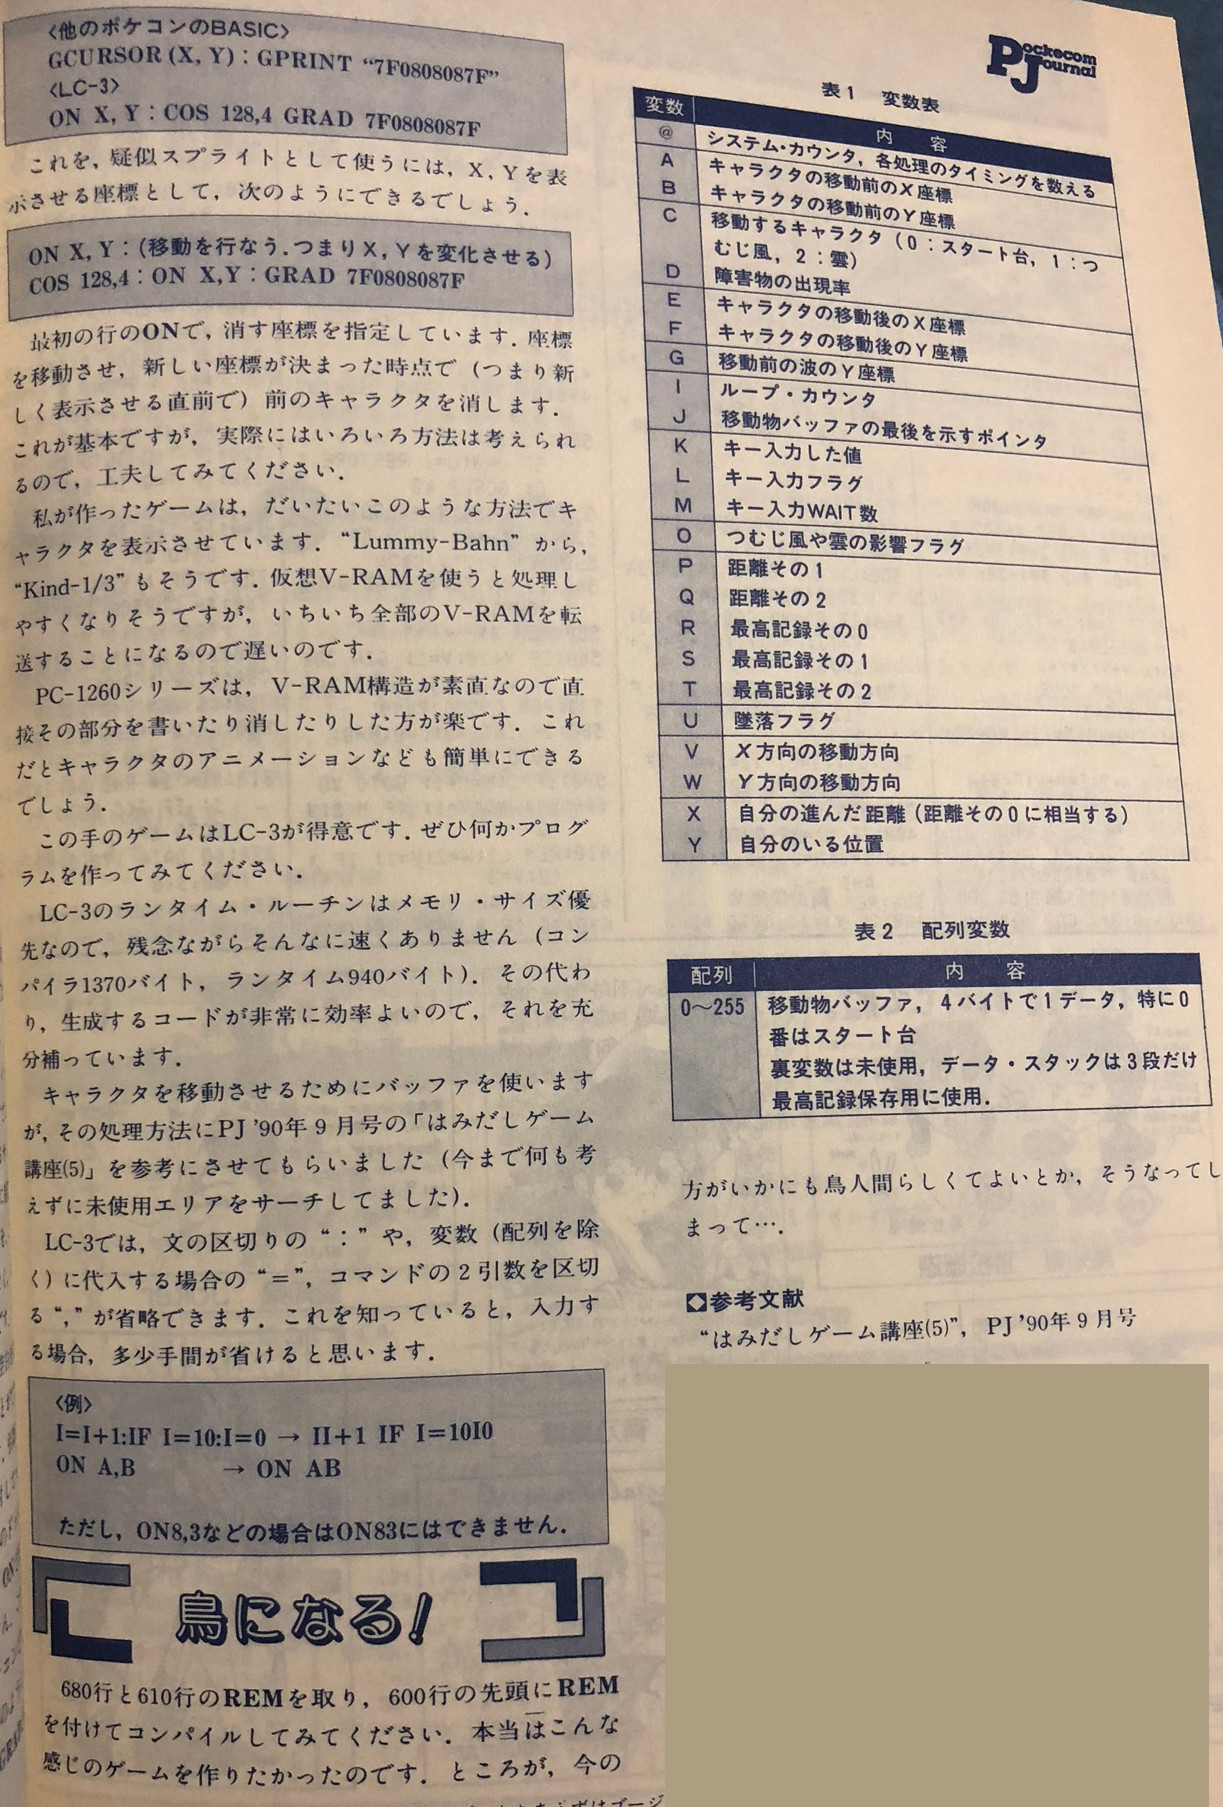 〈他のポケコンのBASIC〉
GCURSOR (X, Y) : GPRINT “7F0808087F”
〈LC-3〉
ON X, Y : COS 128,4 GRAD 7F0808087F
これを, 疑似スプライトとして使うには, X, Yを表
示させる座標として, 次のようにできるでしょう.
ON X, Y : (移動を行なう.つまりX, Yを変化させる)
COS 128,4 : ON X,Y : GRAD 7F0808087F
最初の行のONで, 消す座標を指定しています. 座標
を移動させ, 新しい座標が決まった時点で (つまり新
しく表示させる直前で) 前のキャラクタを消します.
これが基本ですが, 実際にはいろいろ方法は考えられ
るので, 工夫してみてください.
私が作ったゲームは, だいたいこのような方法でキ
ャラクタを表示させています. “Lummy-Bahn” から,
“Kind-1/3” もそうです. 仮想V-RAMを使うと処理し
やすくなりそうですが, いちいち全部のV-RAMを転
送することになるので遅いのです.
PC-1260シリーズは, V-RAM構造が素直なので直
接その部分を書いたり消したりした方が楽です. これ
だとキャラクタのアニメーションなども簡単にできる
でしょう.
この手のゲームはLC-3が得意です. ぜひ何かプログ
ラムを作ってみてください.
LC-3のランタイム・ルーチンはメモリ・サイズ優
先なので, 残念ながらそんなに速くありません (コン
パイラ1370バイト, ランタイム940バイト). その代わ
り, 生成するコードが非常に効率よいので, それを充
分補っています.
キャラクタを移動させるためにバッファを使います
が, その処理方法にPJ ’90年9月号の「はみだしゲーム
講座(5)」を参考にさせてもらいました (今まで何も考
えずに未使用エリアをサーチしてました).
LC-3では, 文の区切りの “:” や, 変数 (配列を除
く) に代入する場合の “=”, コマンドの2引数を区切
る “,” が省略できます. これを知っていると, 入力す
る場合, 多少手間が省けると思います.
〈例〉
I=I+1:IF I=10:I=0 → II+1 IF I=10I0
ON A,B → ON AB
ただし, ON8,3などの場合はON83にはできません.
鳥になる!
680行と610行のREMを取り, 600行の先頭にREM
を付けてコンパイルしてみてください. 本当はこんな
感じのゲームを作りたかったのです. ところが, 今の
Pockecom Journal
表1 変数表
変数 内容
@ システム・カウンタ, 各処理のタイミングを数える
A キャラクタの移動前のX座標
B キャラクタの移動前のY座標
C 移動するキャラクタ (0:スタート台, 1:つ
むじ風, 2:雲)
D 障害物の出現率
E キャラクタの移動後のX座標
F キャラクタの移動後のY座標
G 移動前の波のY座標
I ループ・カウンタ
J 移動物バッファの最後を示すポインタ
K キー入力した値
L キー入力フラグ
M キー入力WAIT数
O つむじ風や雲の影響フラグ
P 距離その1
Q 距離その2
R 最高記録その0
S 最高記録その1
T 最高記録その2
U 墜落フラグ
V X方向の移動方向
W Y方向の移動方向
X 自分の進んだ距離 (距離その0に相当する)
Y 自分のいる位置
表2 配列変数
配列 内容
0〜255 移動物バッファ, 4バイトで1データ, 特に0
番はスタート台
裏変数は未使用, データ・スタックは3段だけ
最高記録保存用に使用.
方がいかにも鳥人間らしくてよいとか, そうなってし
まって….
◇参考文献
“はみだしゲーム講座(5)”, PJ ’90年9月号